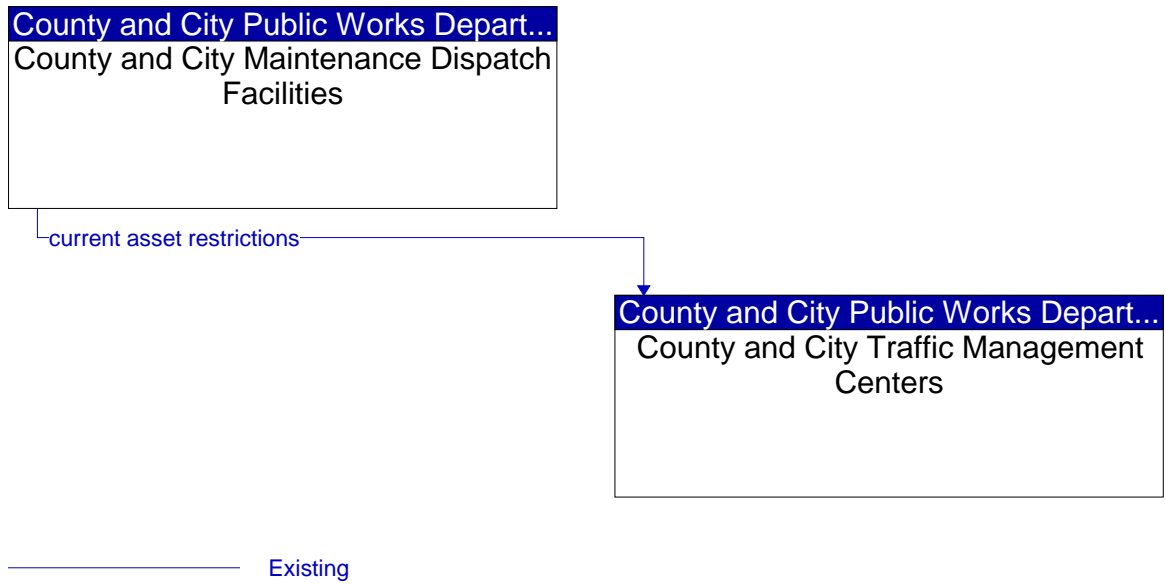 County and City Public Works Depart...
County and City Maintenance Dispatch
Facilities
current asset restrictions
County and City Public Works Depart...
County and City Traffic Management
Centers
Existing